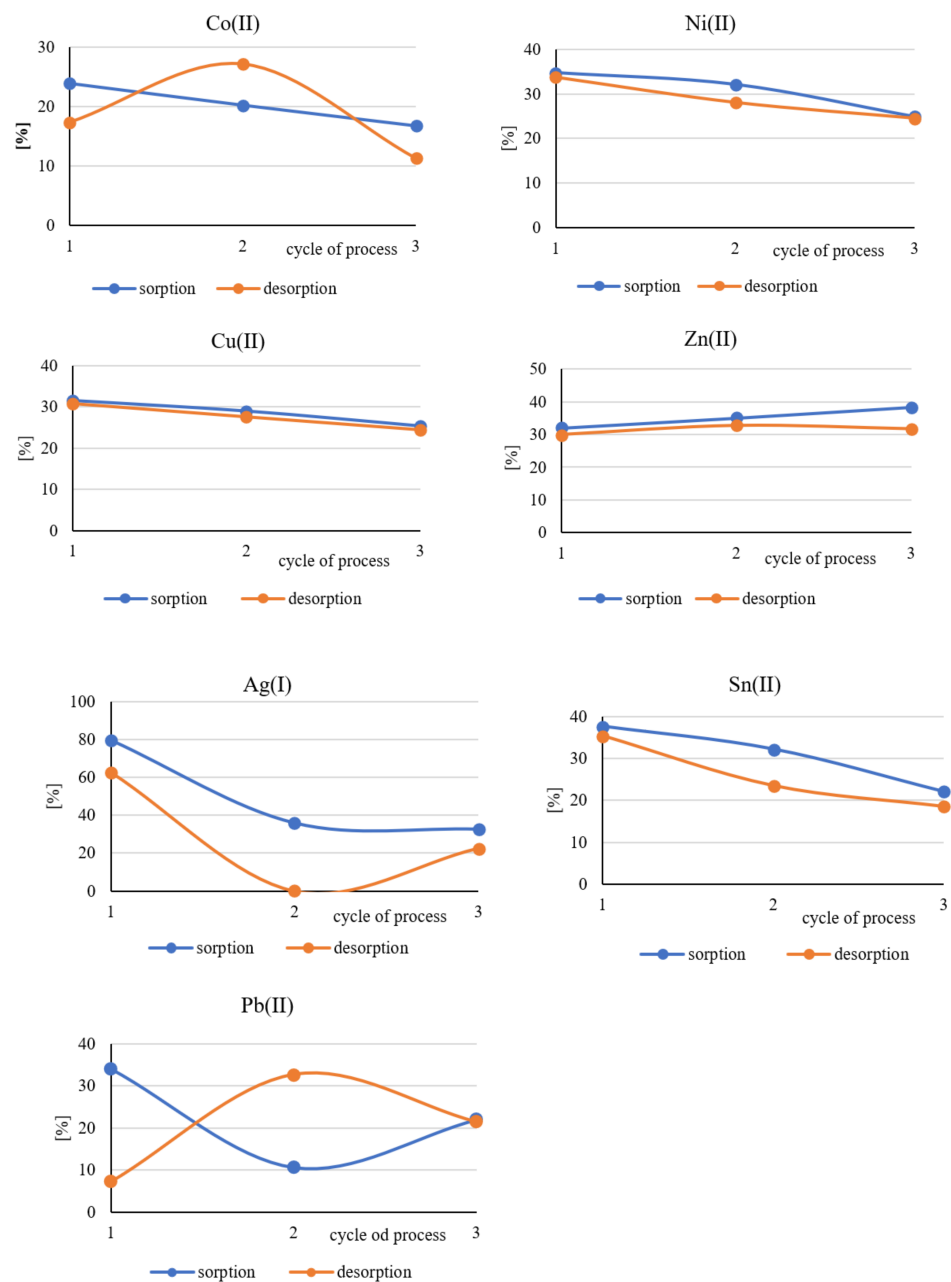 Co(II)
30
20
10
0
[%]
1
2
3
cycle of process
sorption
desorption
Ni(II)
40
30
20
10
0
[%]
1
2
3
cycle of process
sorption
desorption
Cu(II)
40
30
20
10
0
[%]
1
2
3
cycle of process
sorption
desorption
Zn(II)
50
40
30
20
10
0
[%]
1
2
3
cycle of process
sorption
desorption
Ag(I)
100
80
60
40
20
0
[%]
1
2
3
cycle of process
sorption
desorption
Sn(II)
40
30
20
10
0
[%]
1
2
3
cycle of process
sorption
desorption
Pb(II)
40
30
20
10
0
[%]
1
2
3
cycle od process
sorption
desorption